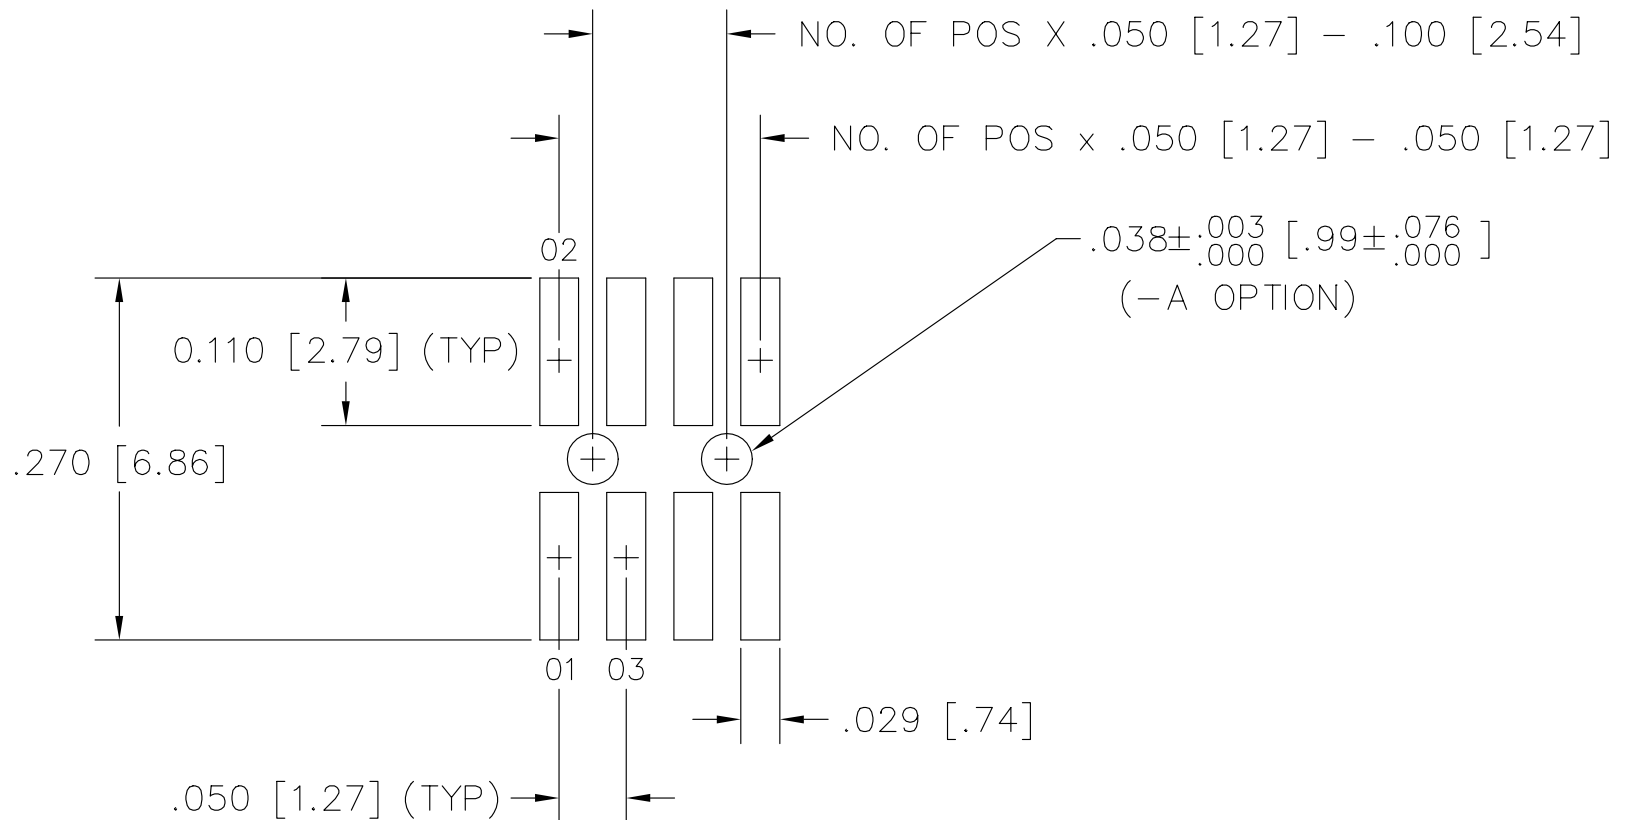 NO. OF POS X .050 [1.27] - .100 [2.54]
NO. OF POS x .050 [1.27] - .050 [1.27]
02
.038±.003/.000 [.99±.076/.000 ]
(-A OPTION)
0.110 [2.79] (TYP)
.270 [6.86]
01 03
.029 [.74]
.050 [1.27] (TYP)